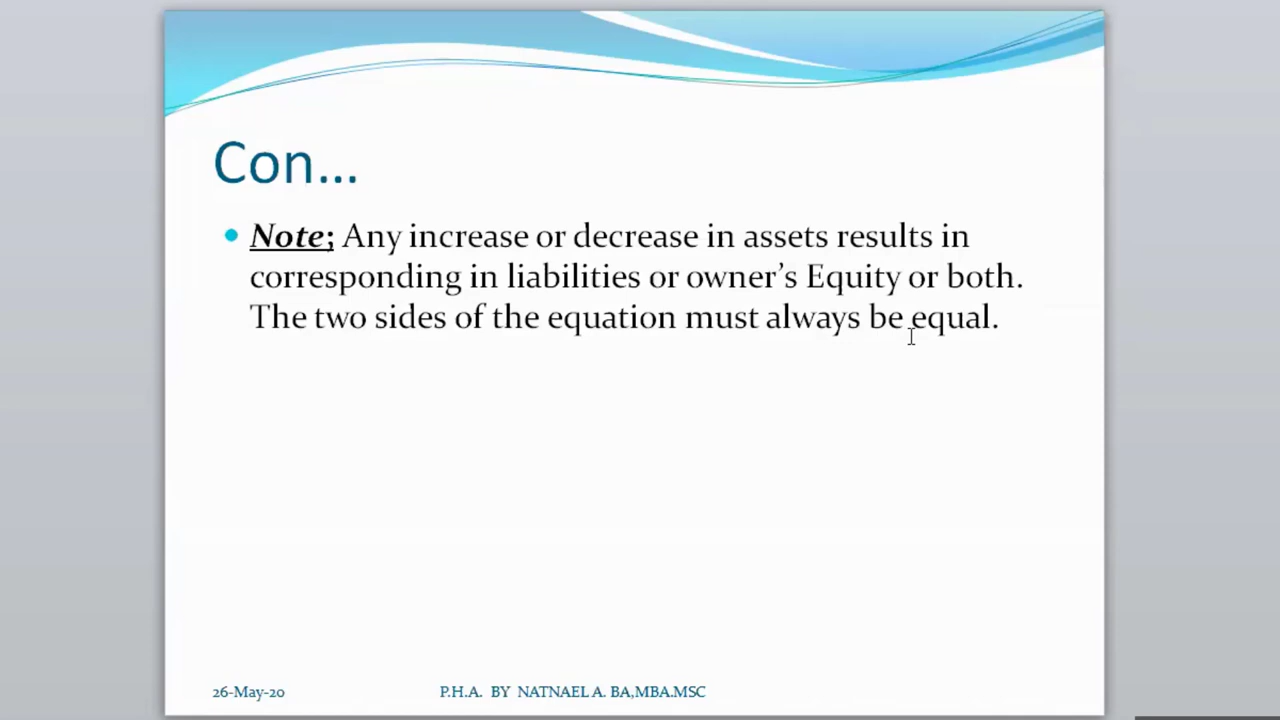 Con...
Note; Any increase or decrease in assets results in
corresponding in liabilities or owner's Equity or both.
The two sides of the equation must always be equal.
26-May-20
P.H.A. BY NATNAEL A. BA,MBA.MSC